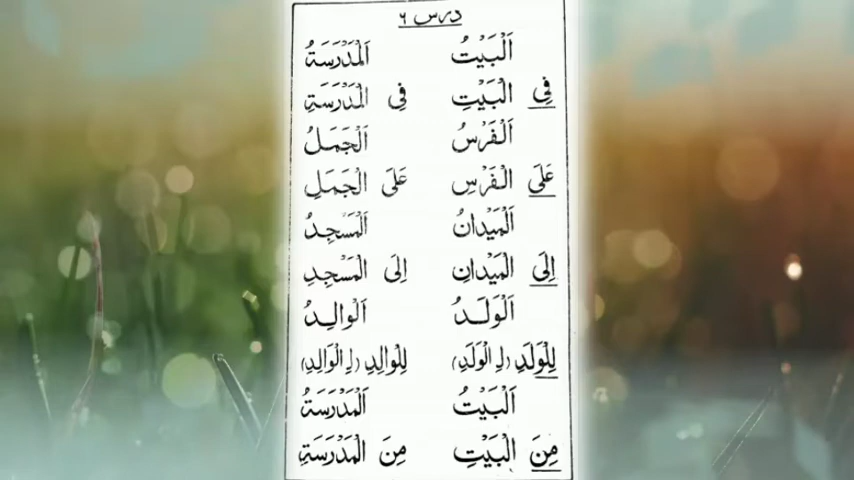 درس ٦
اَلْبَيْتُ اَلْمَدْرَسَةُ
فِى الْبَيْتِ فِى الْمَدْرَسَةِ
اَلْفَرَسُ اَلْجَمَلُ
عَلَى الْفَرَسِ عَلَى الْجَمَلِ
اَلْمَيْدَانُ اَلْمَسْجِدُ
اِلَى الْمَيْدَانِ اِلَى الْمَسْجِدِ
اَلْوَلَدُ اَلْوَالِدُ
لِلْوَلَدِ (لِ الْوَلَدِ) لِلْوَالِدِ (لِ الْوَالِدِ)
اَلْبَيْتُ اَلْمَدْرَسَةُ
مِنَ الْبَيْتِ مِنَ الْمَدْرَسَةِ